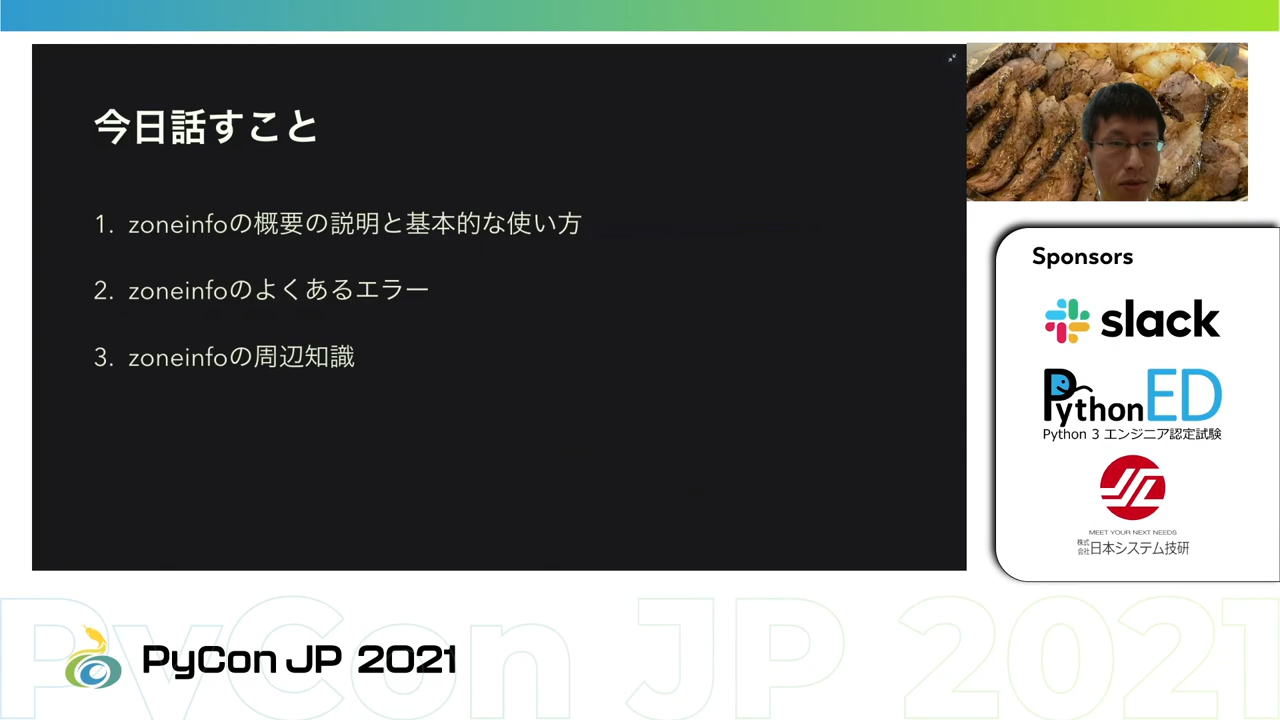 今日話すこと
1. zoneinfoの概要の説明と基本的な使い方
2. zoneinfoのよくあるエラー
3. zoneinfoの周辺知識
Sponsors
slack
PythonED
Python 3 エンジニア認定試験
MEET YOUR NEXT NEEDS
株式会社日本システム技研
PyCon JP 2021
PyCon JP 2021